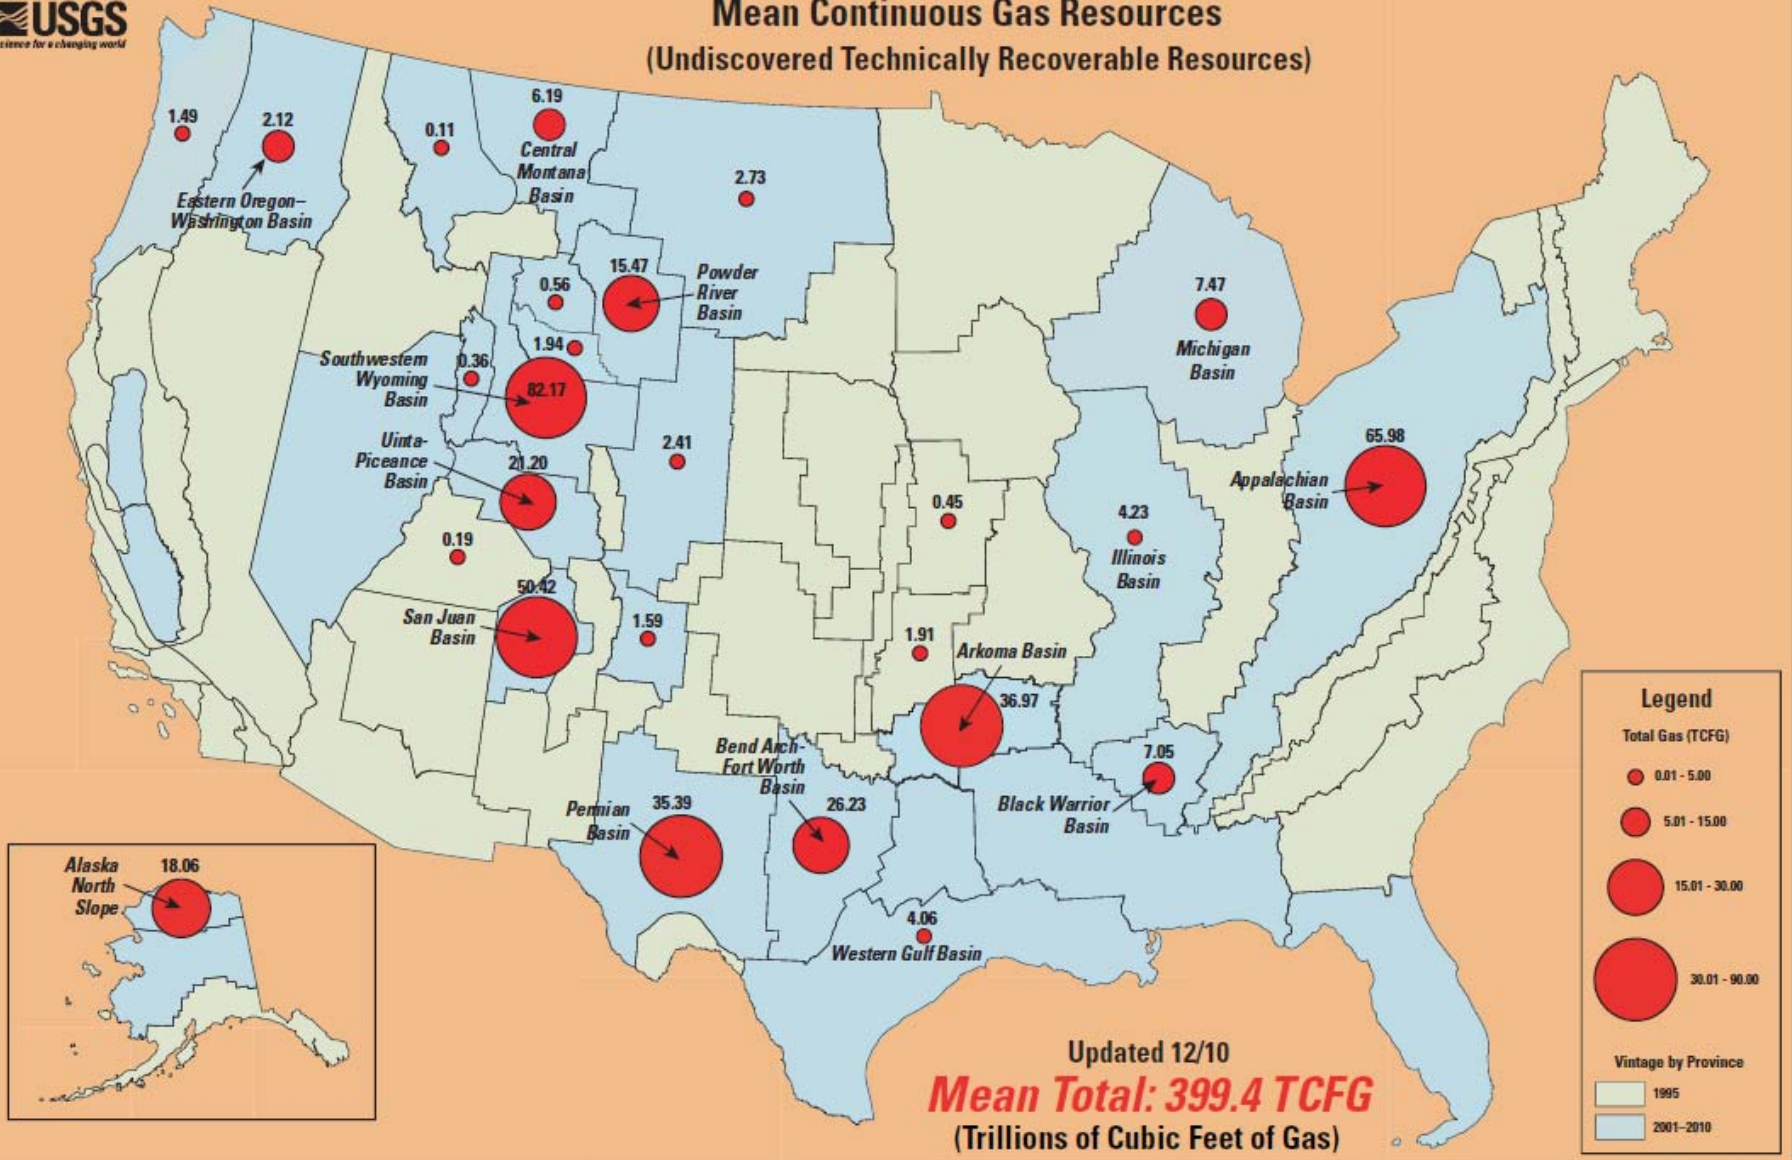 USGS
science for a changing world
Mean Continuous Gas Resources
(Undiscovered Technically Recoverable Resources)
1.49
2.12
Eastern Oregon–
Washington Basin
0.11
6.19
Central
Montana
Basin
2.73
0.56
15.47
Powder
River
Basin
1.94
Southwestern
Wyoming
Basin
0.36
82.17
Uinta-
Piceance
Basin
21.20
2.41
0.19
50.42
San Juan
Basin
1.59
7.47
Michigan
Basin
65.98
Appalachian
Basin
0.45
4.23
Illinois
Basin
1.91
Arkoma Basin
36.97
Bend Arch-
Fort Worth
Basin
26.23
Permian
Basin
35.39
7.05
Black Warrior
Basin
4.06
Western Gulf Basin
Alaska
North
Slope
18.06
Updated 12/10
Mean Total: 399.4 TCFG
(Trillions of Cubic Feet of Gas)
Legend
Total Gas (TCFG)
0.01 - 5.00
5.01 - 15.00
15.01 - 30.00
30.01 - 90.00
Vintage by Province
1995
2001–2010